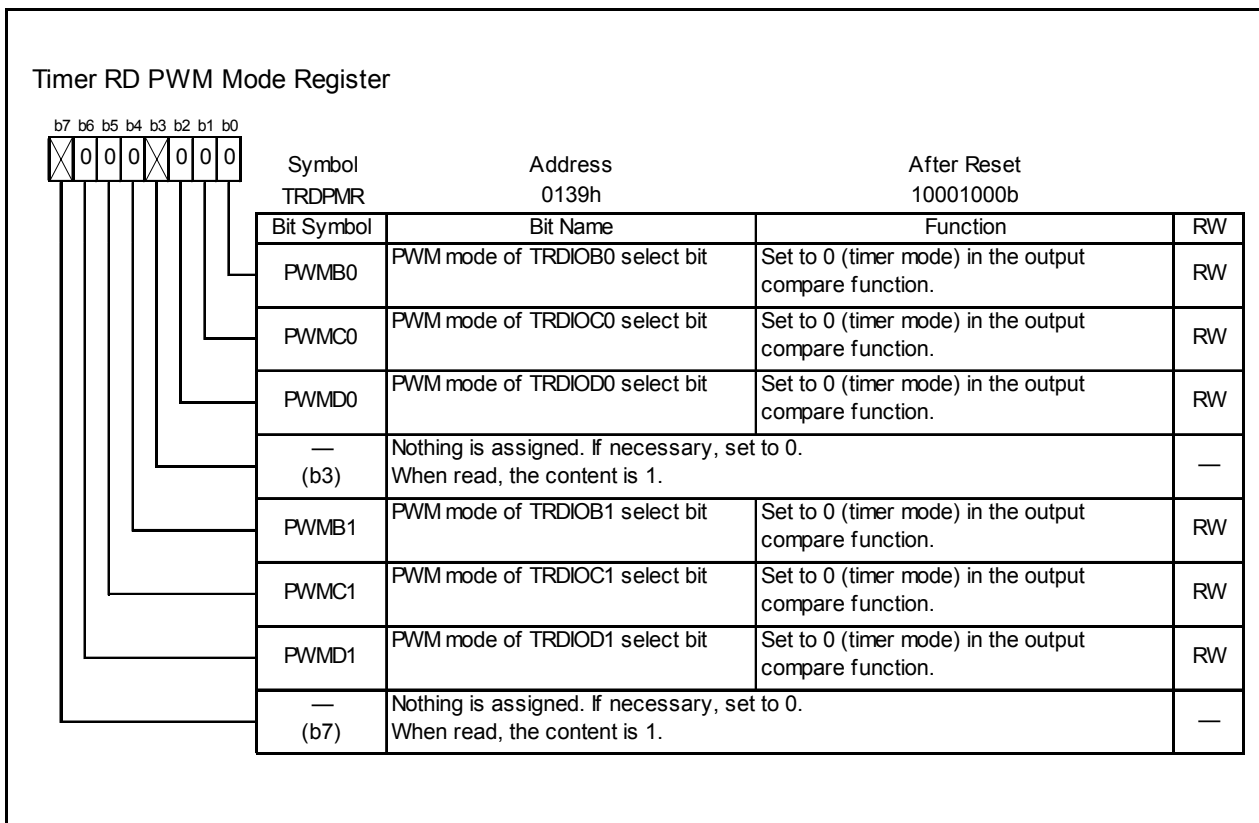 Timer RD PWM Mode Register
b7 b6 b5 b4 b3 b2 b1 b0
0 0 0 0 0 0
Symbol Address After Reset
TRDPMR 0139h 10001000b
Bit Symbol Bit Name Function RW
PWMB0 PWM mode of TRDIOB0 select bit Set to 0 (timer mode) in the output RW
compare function.
PWMC0 PWM mode of TRDIOC0 select bit Set to 0 (timer mode) in the output RW
compare function.
PWMD0 PWM mode of TRDIOD0 select bit Set to 0 (timer mode) in the output RW
compare function.
— Nothing is assigned. If necessary, set to 0. —
(b3) When read, the content is 1.
PWMB1 PWM mode of TRDIOB1 select bit Set to 0 (timer mode) in the output RW
compare function.
PWMC1 PWM mode of TRDIOC1 select bit Set to 0 (timer mode) in the output RW
compare function.
PWMD1 PWM mode of TRDIOD1 select bit Set to 0 (timer mode) in the output RW
compare function.
— Nothing is assigned. If necessary, set to 0. —
(b7) When read, the content is 1.